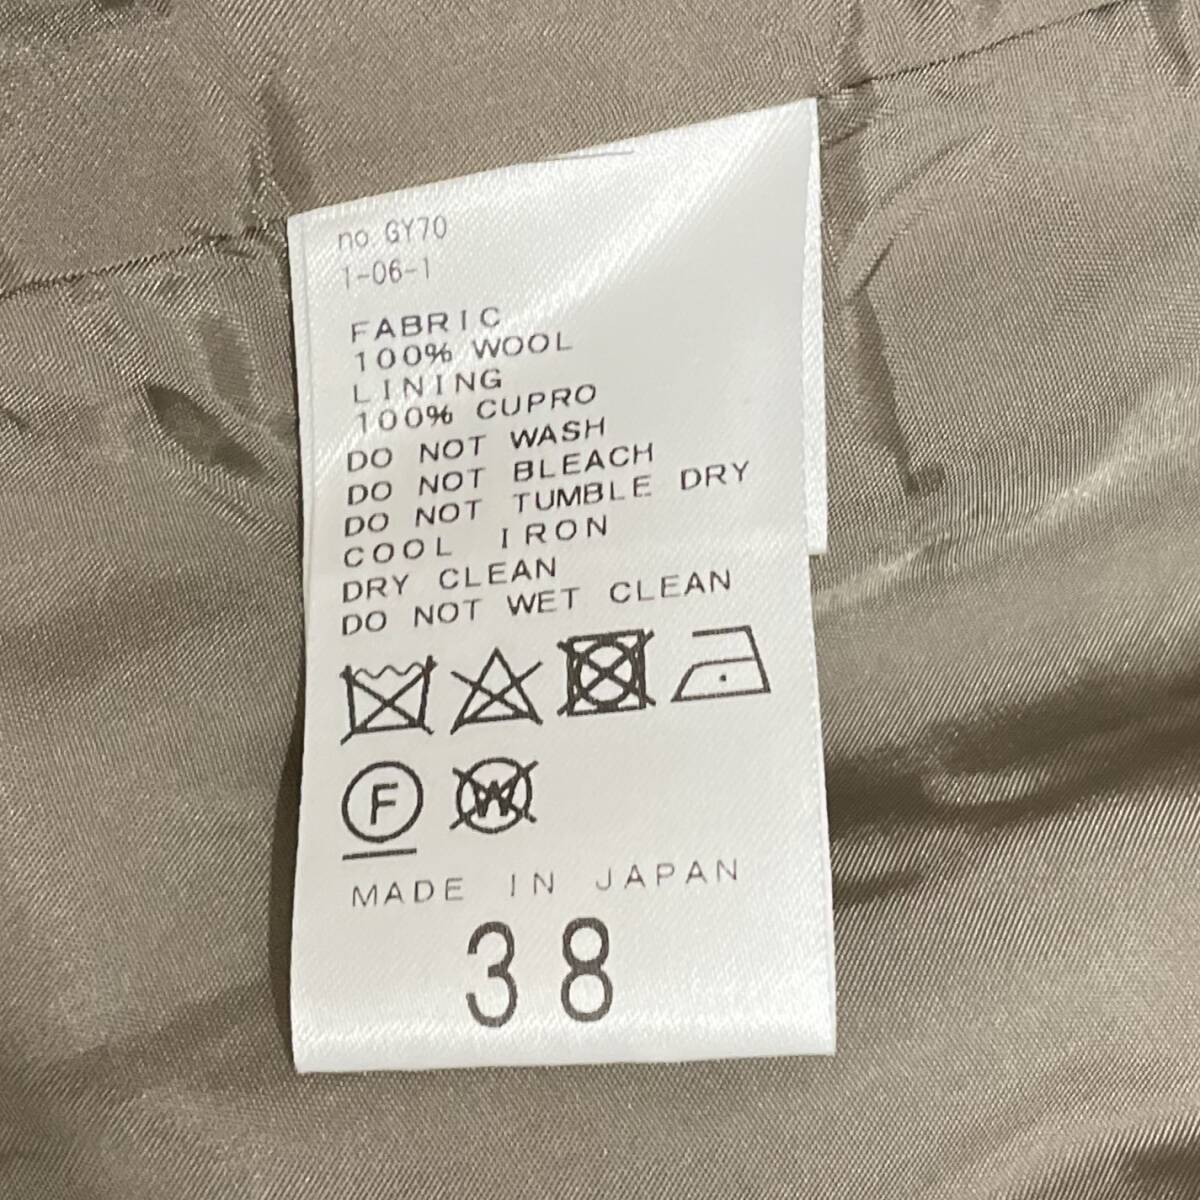 no. GY70
1-06-1
FABRIC
100% WOOL
LINING
100% CUPRO
DO NOT WASH
DO NOT BLEACH
DO NOT TUMBLE DRY
COOL IRON
DRY CLEAN
DO NOT WET CLEAN
F W
MADE IN JAPAN
38